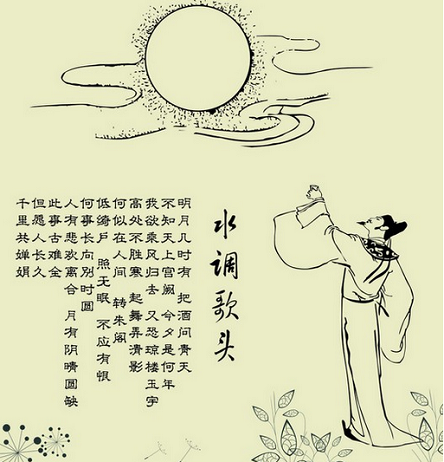 水调歌头
明月几时有 把酒问青天
不知天上宫阙 今夕是何年
我欲乘风归去 又恐琼楼玉宇
高处不胜寒 起舞弄清影
何似在人间 转朱阁
低绮户 照无眠 不应有恨
何事长向别时圆
人有悲欢离合 月有阴晴圆缺
此事古难全
但愿人长久
千里共婵娟